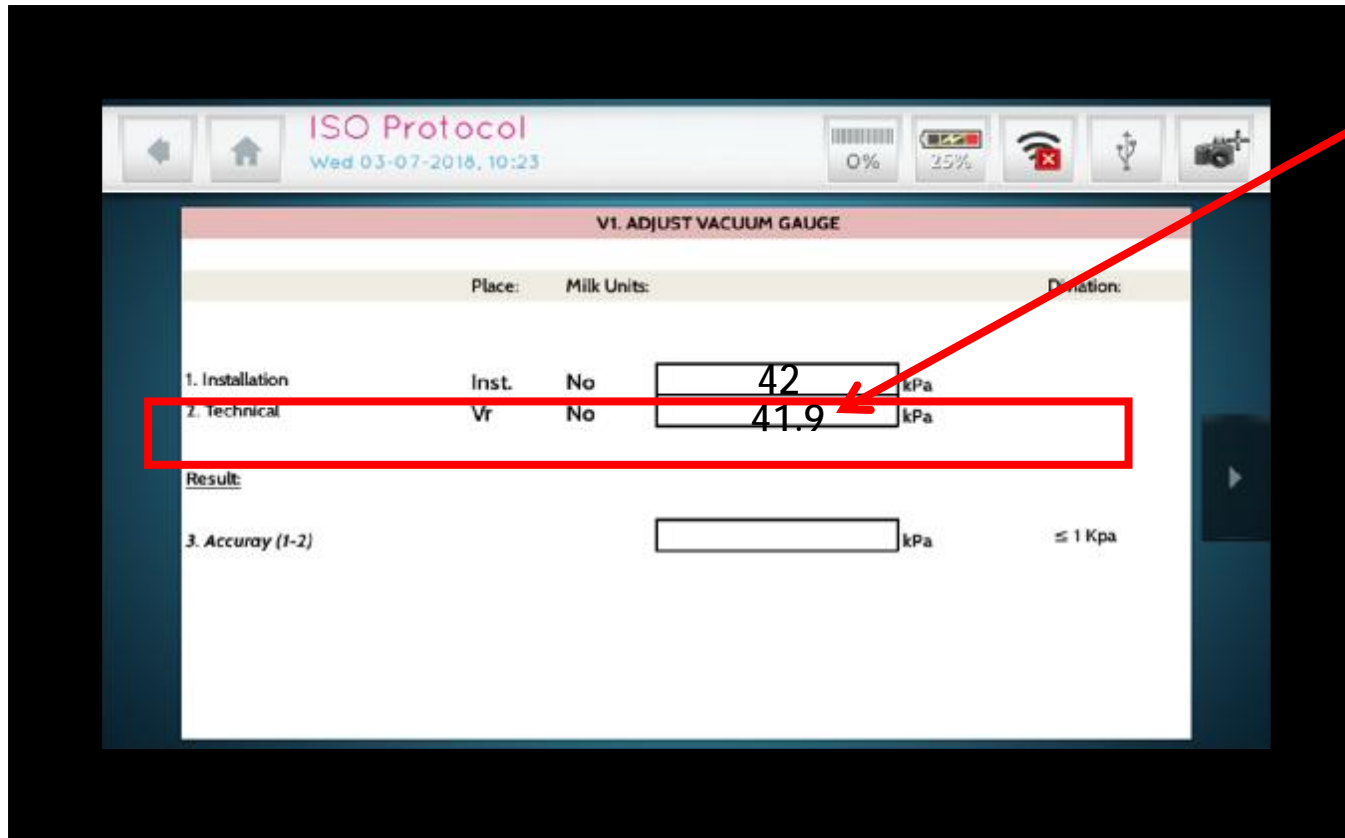 ISO Protocol
Wed 03-07-2018, 10:23
0%
25%
V1. ADJUST VACUUM GAUGE
Place: Milk Units:
1. Installation Inst. No 42 kPa
2. Technical Vr No 41.9 kPa
Result:
3. Accuray (1-2) kPa ≤ 1 Kpa